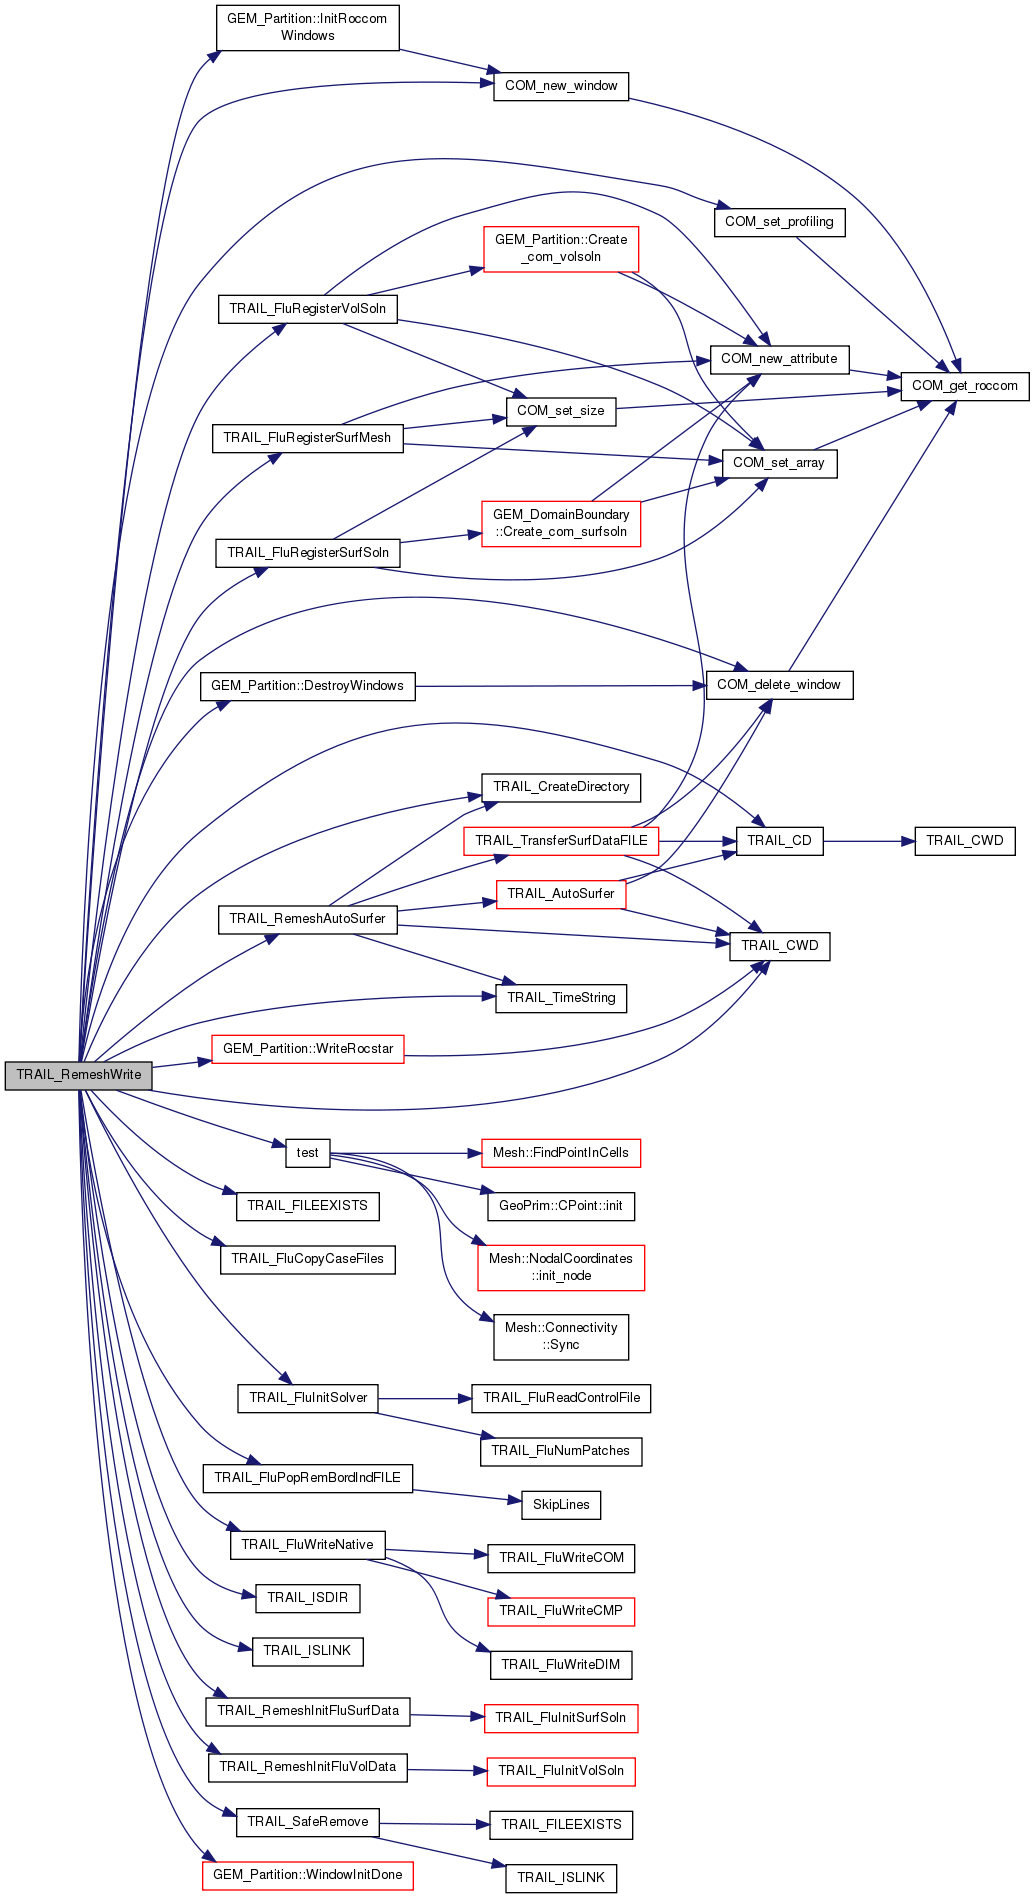 GEM_Partition::InitRoccom
Windows
COM_new_window
COM_set_profiling
GEM_Partition::Create
_com_volsoln
TRAIL_FluRegisterVolSoln
COM_new_attribute
COM_get_roccom
COM_set_size
TRAIL_FluRegisterSurfMesh
COM_set_array
GEM_DomainBoundary
::Create_com_surfsoln
TRAIL_FluRegisterSurfSoln
GEM_Partition::DestroyWindows
COM_delete_window
TRAIL_CreateDirectory
TRAIL_TransferSurfDataFILE
TRAIL_CD
TRAIL_CWD
TRAIL_AutoSurfer
TRAIL_RemeshAutoSurfer
TRAIL_CWD
TRAIL_TimeString
GEM_Partition::WriteRocstar
TRAIL_RemeshWrite
test
Mesh::FindPointInCells
TRAIL_FILEEXISTS
GeoPrim::CPoint::init
TRAIL_FluCopyCaseFiles
Mesh::NodalCoordinates
::init_node
Mesh::Connectivity
::Sync
TRAIL_FluInitSolver
TRAIL_FluReadControlFile
TRAIL_FluNumPatches
TRAIL_FluPopRemBordIndFILE
SkipLines
TRAIL_FluWriteNative
TRAIL_FluWriteCOM
TRAIL_ISDIR
TRAIL_FluWriteCMP
TRAIL_ISLINK
TRAIL_FluWriteDIM
TRAIL_RemeshInitFluSurfData
TRAIL_FluInitSurfSoln
TRAIL_RemeshInitFluVolData
TRAIL_FluInitVolSoln
TRAIL_SafeRemove
TRAIL_FILEEXISTS
GEM_Partition::WindowInitDone
TRAIL_ISLINK